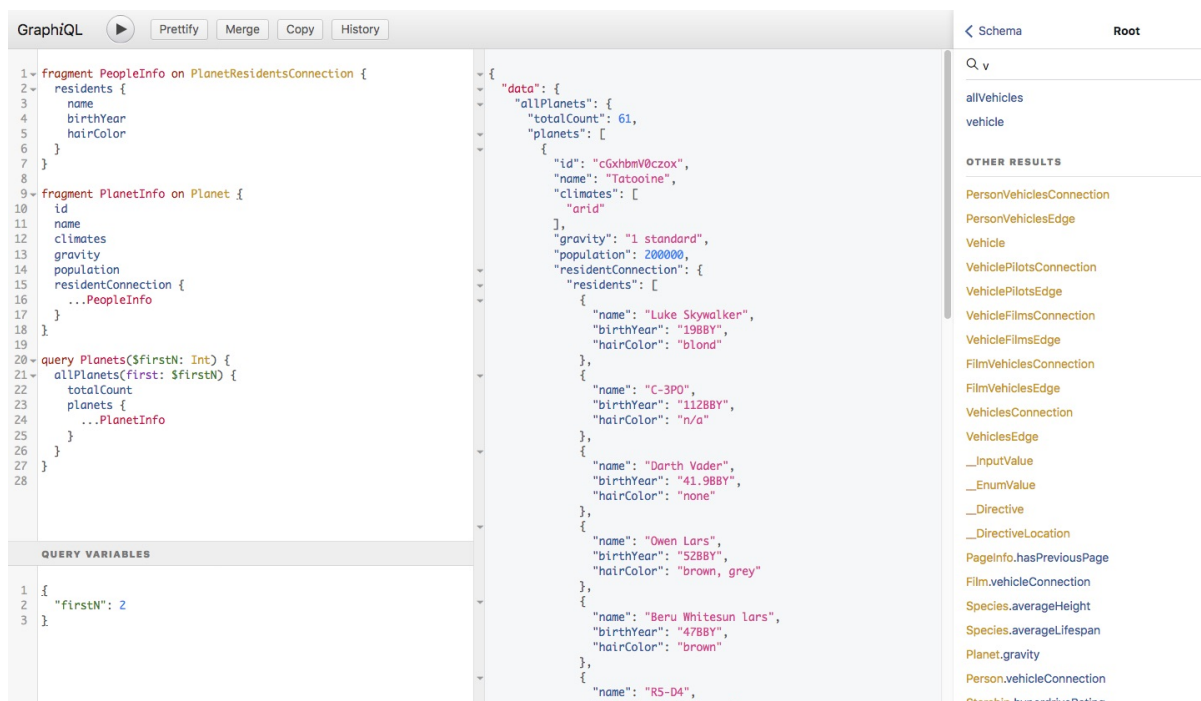 GraphiQL Prettify Merge Copy History
1 fragment PeopleInfo on PlanetResidentsConnection {
2 residents {
3 name
4 birthYear
5 hairColor
6 }
7 }
8
9 fragment PlanetInfo on Planet {
10 id
11 name
12 climates
13 gravity
14 population
15 residentConnection {
16 ...PeopleInfo
17 }
18 }
19
20 query Planets($firstN: Int) {
21 allPlanets(first: $firstN) {
22 totalCount
23 planets {
24 ...PlanetInfo
25 }
26 }
27 }
28
QUERY VARIABLES
1 {
2 "firstN": 2
3 }
{
"data": {
"allPlanets": {
"totalCount": 61,
"planets": [
{
"id": "cGxhbmV0czox",
"name": "Tatooine",
"climates": [
"arid"
],
"gravity": "1 standard",
"population": 200000,
"residentConnection": {
"residents": [
{
"name": "Luke Skywalker",
"birthYear": "19BBY",
"hairColor": "blond"
},
{
"name": "C-3PO",
"birthYear": "112BBY",
"hairColor": "n/a"
},
{
"name": "Darth Vader",
"birthYear": "41.9BBY",
"hairColor": "none"
},
{
"name": "Owen Lars",
"birthYear": "52BBY",
"hairColor": "brown, grey"
},
{
"name": "Beru Whitesun lars",
"birthYear": "47BBY",
"hairColor": "brown"
},
{
"name": "R5-D4",
Schema Root
v
allVehicles
vehicle
OTHER RESULTS
PersonVehiclesConnection
PersonVehiclesEdge
Vehicle
VehiclePilotsConnection
VehiclePilotsEdge
VehicleFilmsConnection
VehicleFilmsEdge
FilmVehiclesConnection
FilmVehiclesEdge
VehiclesConnection
VehiclesEdge
__InputValue
__EnumValue
__Directive
__DirectiveLocation
PageInfo.hasPreviousPage
Film.vehicleConnection
Species.averageHeight
Species.averageLifespan
Planet.gravity
Person.vehicleConnection